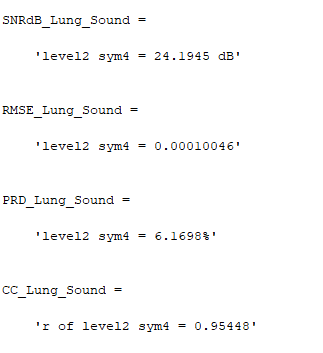 SNRdB_Lung_Sound =
'level2 sym4 = 24.1945 dB'
RMSE_Lung_Sound =
'level2 sym4 = 0.00010046'
PRD_Lung_Sound =
'level2 sym4 = 6.1698%'
CC_Lung_Sound =
'r of level2 sym4 = 0.95448'